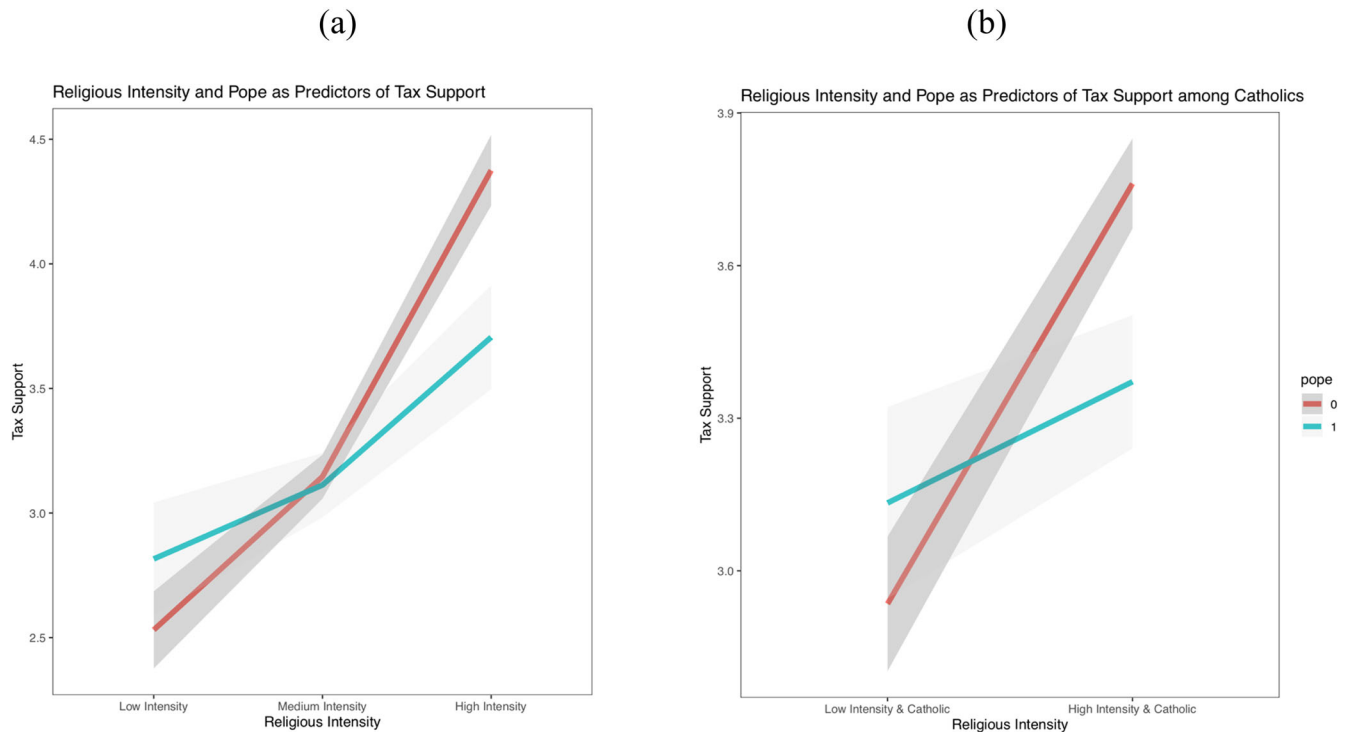 (a)
(b)
Religious Intensity and Pope as Predictors of Tax Support
4.5
4.0
3.5
3.0
2.5
Tax Support
Low Intensity
Medium Intensity
High Intensity
Religious Intensity
Religious Intensity and Pope as Predictors of Tax Support among Catholics
3.9
3.6
3.3
3.0
Tax Support
Low Intensity & Catholic
High Intensity & Catholic
Religious Intensity
pope
0
1